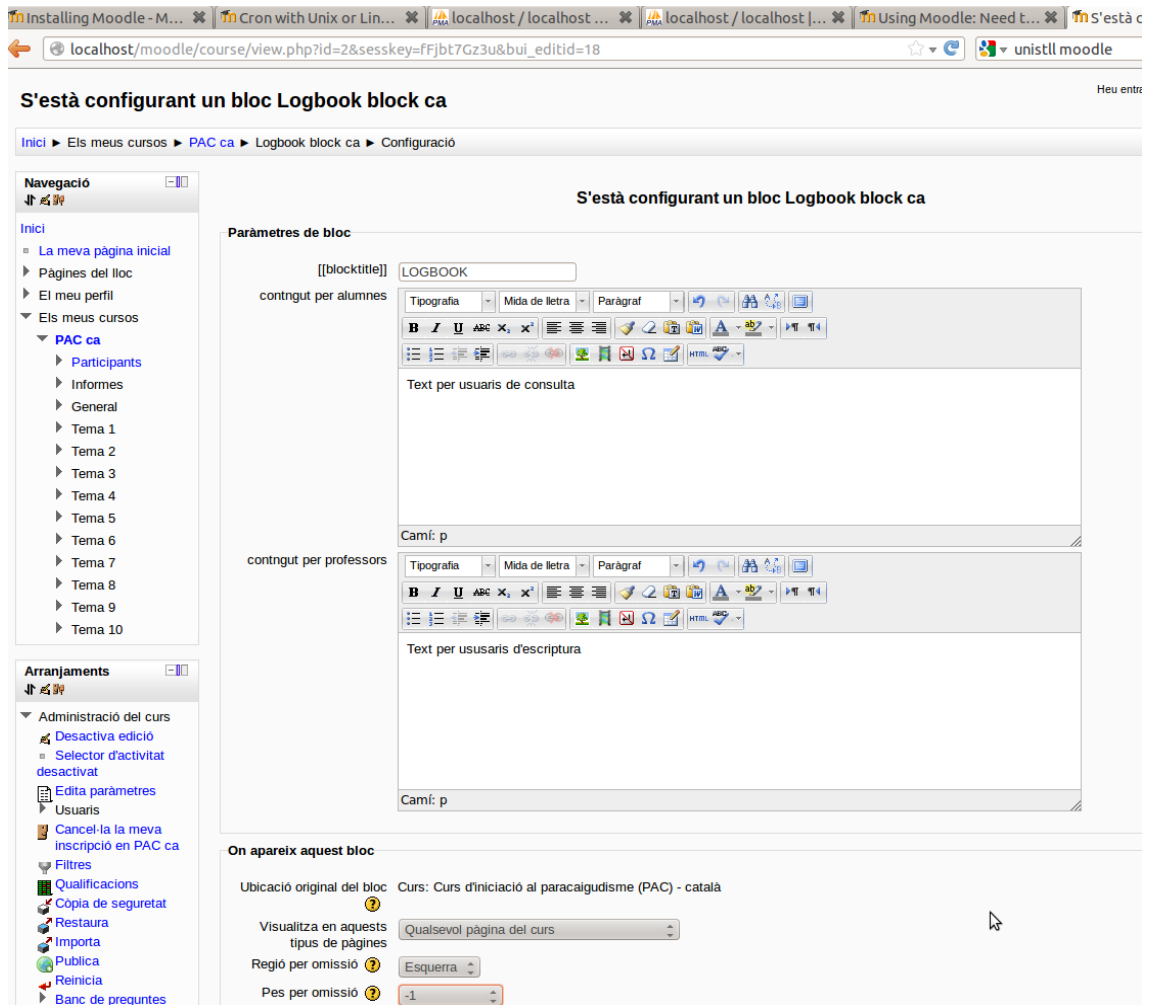 Installing Moodle - M...
Cron with Unix or Lin...
localhost / localhost ...
localhost / localhost |...
Using Moodle: Need t...
S'està c
localhost/moodle/course/view.php?id=2&sesskey=fFjbt7Gz3u&bui_editid=18
unistll moodle
S'està configurant un bloc Logbook block ca
Heu entra
Inici ► Els meus cursos ► PAC ca ► Logbook block ca ► Configuració
Navegació
Inici
La meva pàgina inicial
Pàgines del lloc
El meu perfil
Els meus cursos
PAC ca
Participants
Informes
General
Tema 1
Tema 2
Tema 3
Tema 4
Tema 5
Tema 6
Tema 7
Tema 8
Tema 9
Tema 10
Arranjaments
Administració del curs
Desactiva edició
Selector d'activitat
desactivat
Edita paràmetres
Usuaris
Cancel·la la meva
inscripció en PAC ca
Filtres
Qualificacions
Còpia de seguretat
Restaura
Importa
Publica
Reinicia
Banc de preguntes
S'està configurant un bloc Logbook block ca
Paràmetres de bloc
[[blocktitle]] LOGBOOK
contngut per alumnes
Tipografia Mida de lletra Paràgraf
B I U ABC X₂ X²
HTML ABC
Text per usuaris de consulta
Camí: p
contngut per professors
Tipografia Mida de lletra Paràgraf
B I U ABC X₂ X²
HTML ABC
Text per ususaris d'escriptura
Camí: p
On apareix aquest bloc
Ubicació original del bloc Curs: Curs d'iniciació al paracaigudisme (PAC) - català
Visualitza en aquests
tipus de pàgines
Qualsevol pàgina del curs
Regió per omissió Esquerra
Pes per omissió -1